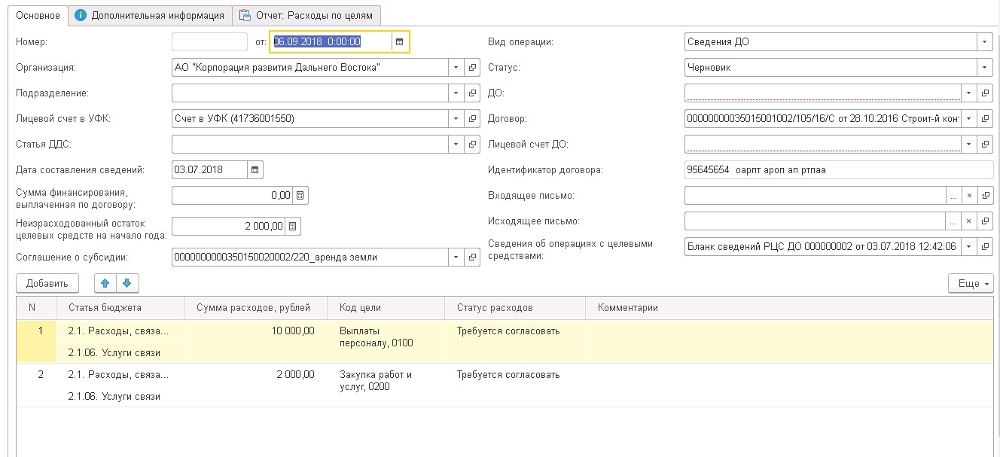 Основное Дополнительная информация Отчет: Расходы по целям
Номер: от: 06.09.2018 0:00:00 Вид операции: Сведения ДО
Организация: АО "Корпорация развития Дальнего Востока" Статус: Черновик
Подразделение: ДО:
Лицевой счет в УФК: Счет в УФК (41736001550) Договор: 00000000035015001002/105/16/С от 28.10.2016 Строит-й конт
Статья ДДС: Лицевой счет ДО:
Дата составления сведений: 03.07.2018 Идентификатор договора: 95645654 оарпт ароп ап ртпаа
Сумма финансирования,
выплаченная по договору: 0,00 Входящее письмо: ...
Неизрасходованный остаток
целевых средств на начало года: 2 000,00 Исходящее письмо: ...
Соглашение о субсидии: 0000000000350150020002/220_аренда земли
Сведения об операциях с целевыми
средствами: Бланк сведений РЦС ДО 000000002 от 03.07.2018 12:42:06
Добавить Еще
N Статья бюджета Сумма расходов, рублей Код цели Статус расходов Комментарии
1 2.1. Расходы, связа... 10 000,00 Выплаты Требуется согласовать
персоналу, 0100
2.1.06. Услуги связи
2 2.1. Расходы, связа... 2 000,00 Закупка работ и Требуется согласовать
услуг, 0200
2.1.06. Услуги связи